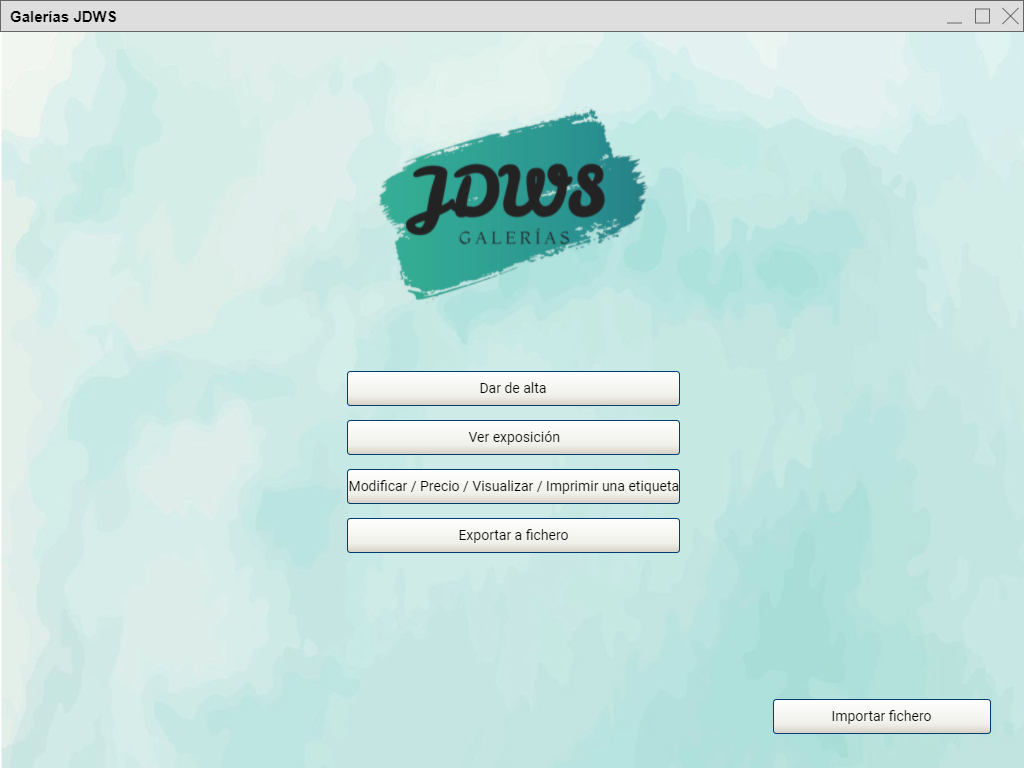 Galerías JDWS
JDWS
GALERÍAS
Dar de alta
Ver exposición
Modificar / Precio / Visualizar / Imprimir una etiqueta
Exportar a fichero
Importar fichero